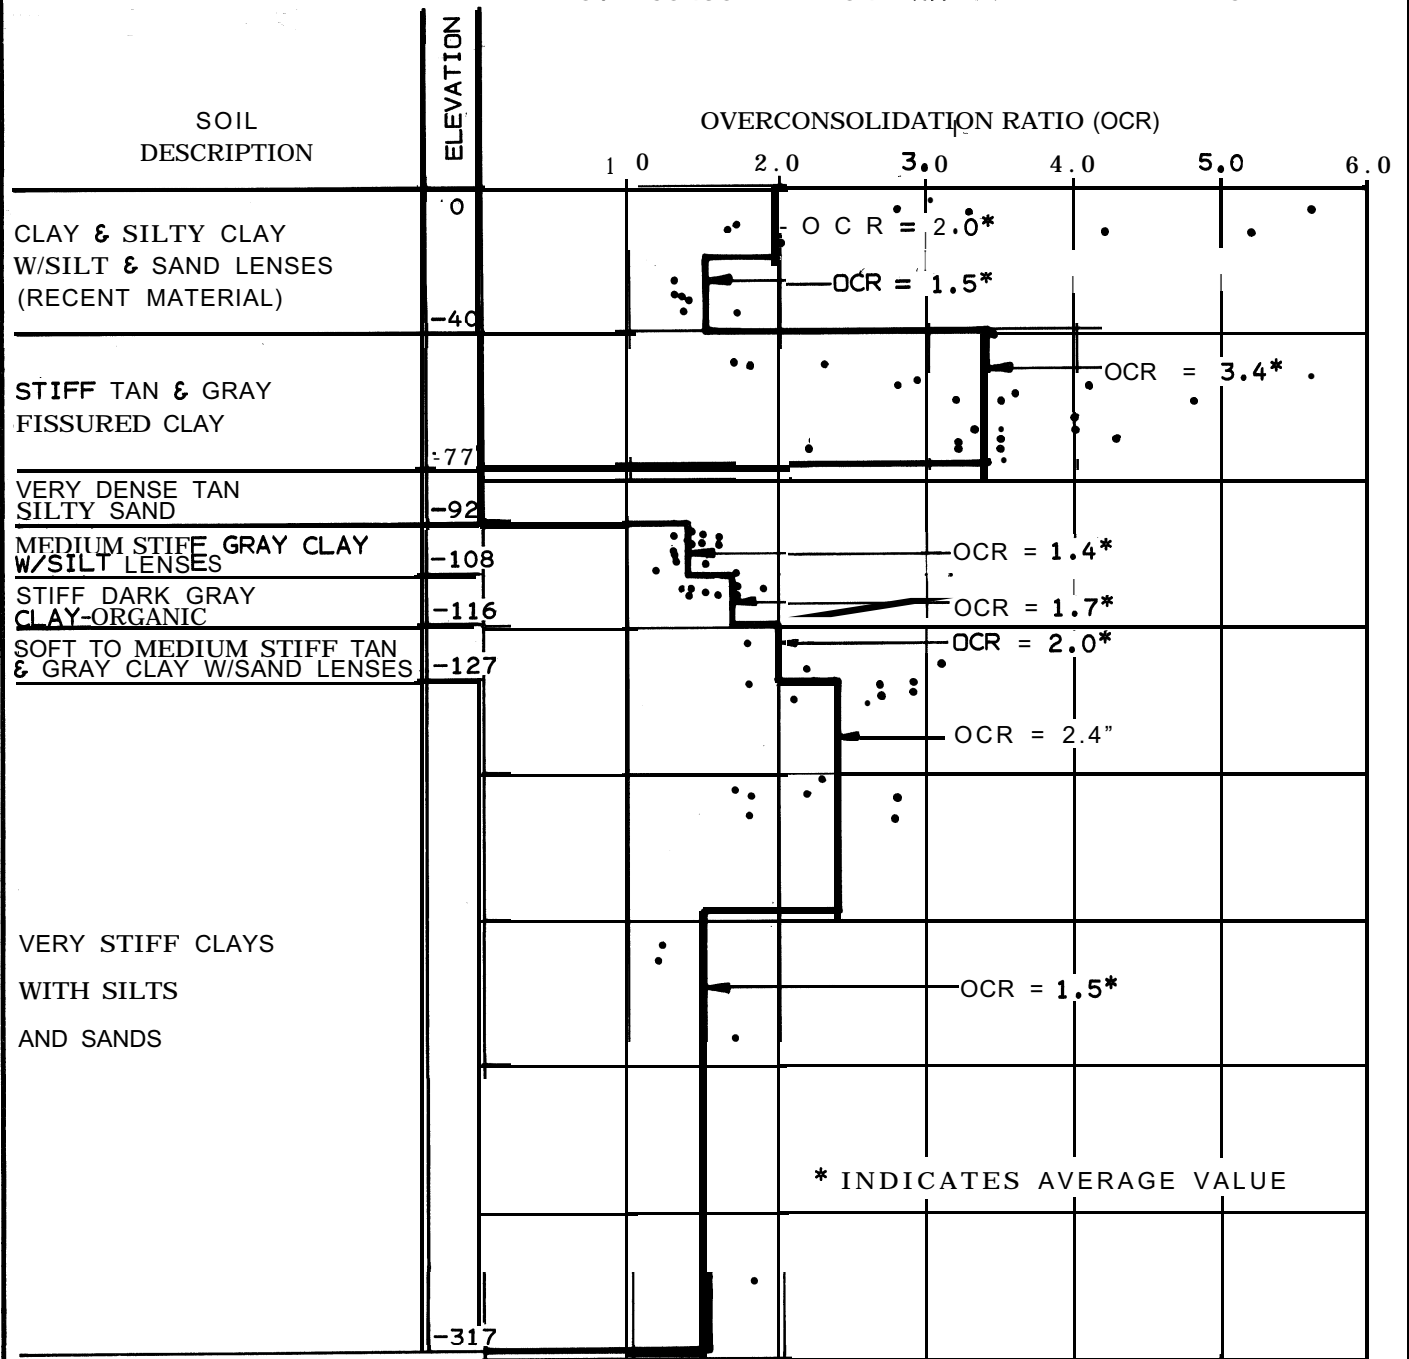 ELEVATION
SOIL
DESCRIPTION
OVERCONSOLIDATION RATIO (OCR)
1 0 2.0 3.0 4.0 5.0 6.0
0
CLAY & SILTY CLAY
W/SILT & SAND LENSES
(RECENT MATERIAL)
- OCR = 2.0*
OCR = 1.5*
-40
STIFF TAN & GRAY
FISSURED CLAY
OCR = 3.4*
-77
VERY DENSE TAN
SILTY SAND
-92
MEDIUM STIFF GRAY CLAY
W/SILT LENSES
-108
OCR = 1.4*
STIFF DARK GRAY
CLAY-ORGANIC
-116
OCR = 1.7*
SOFT TO MEDIUM STIFF TAN
& GRAY CLAY W/SAND LENSES
-127
OCR = 2.0*
OCR = 2.4”
VERY STIFF CLAYS
WITH SILTS
AND SANDS
OCR = 1.5*
* INDICATES AVERAGE VALUE
-317